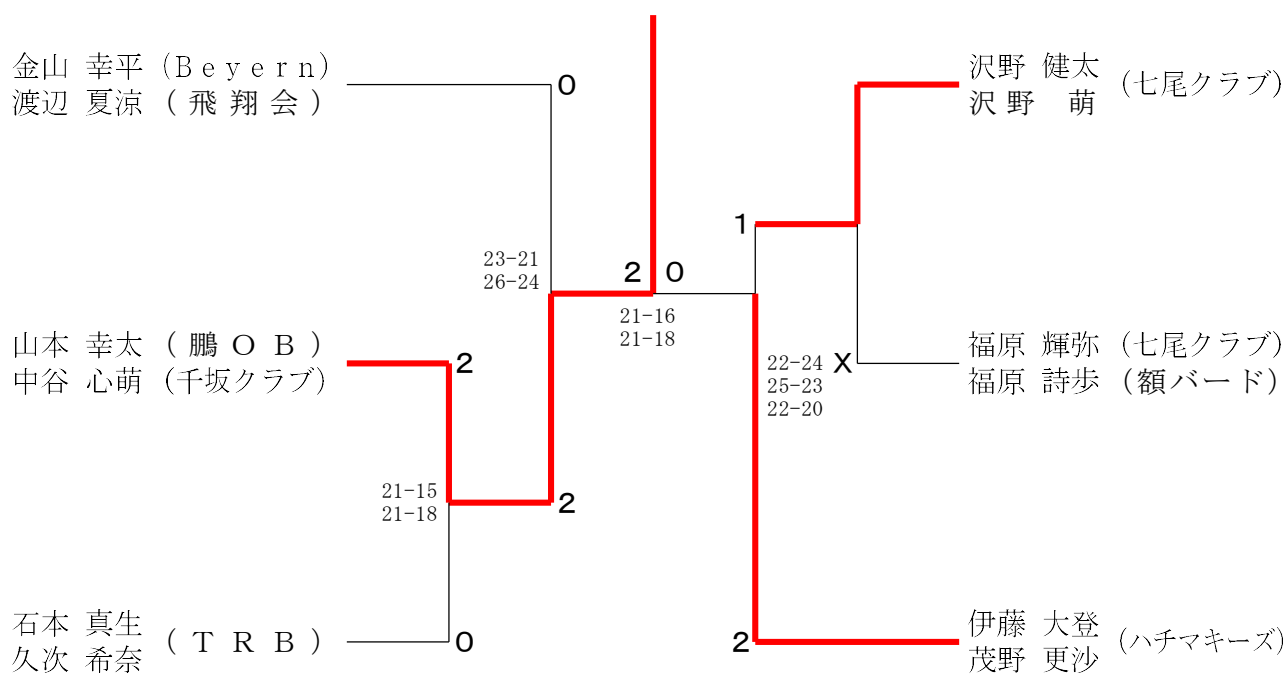 金山 幸平 (Beyern)
渡辺 夏涼 (飛翔会)
0
23-21
26-24
山本 幸太 (鵬OB)
中谷 心萌 (千坂クラブ)
2
21-15
21-18
2
石本 真生
久次 希奈
(TRB)
0
2 0
21-16
21-18
沢野 健太
沢野 萌
(七尾クラブ)
1
福原 輝弥 (七尾クラブ)
福原 詩歩 (額バード)
X
22-24
25-23
22-20
伊藤 大登
茂野 更沙
(ハチマキーズ)
2